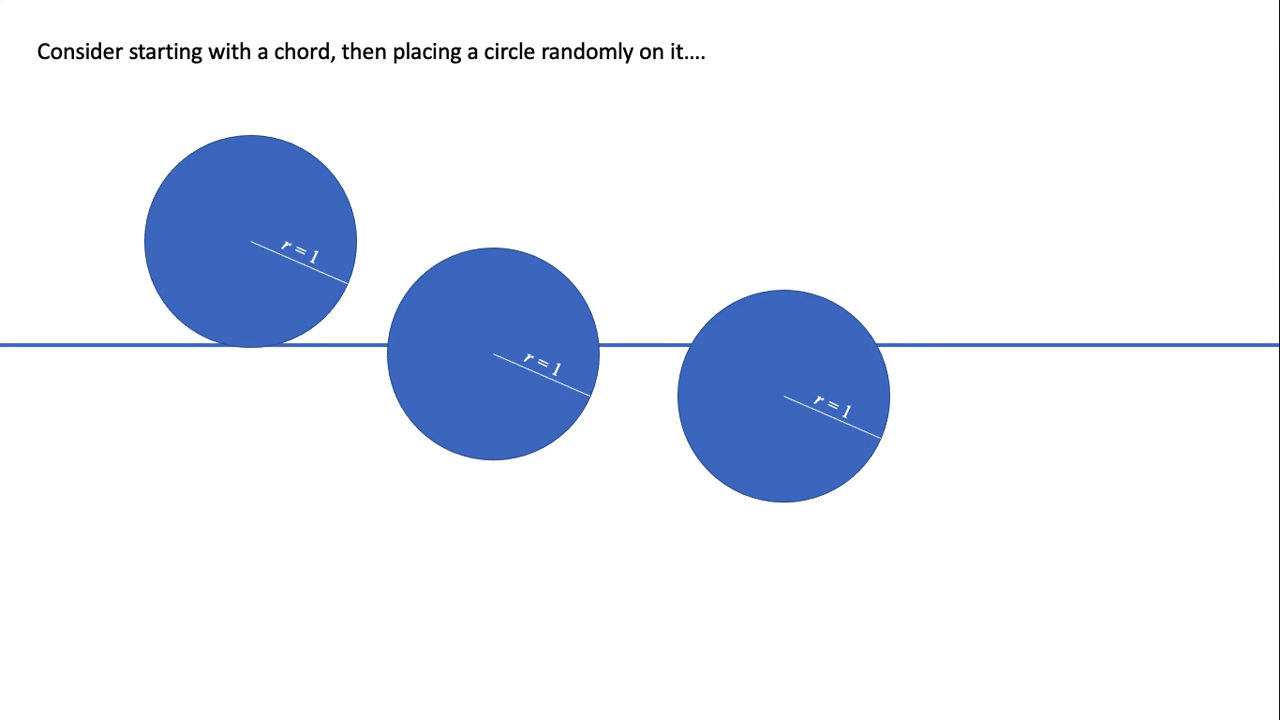 Consider starting with a chord, then placing a circle randomly on it....
r = 1
r = 1
r = 1